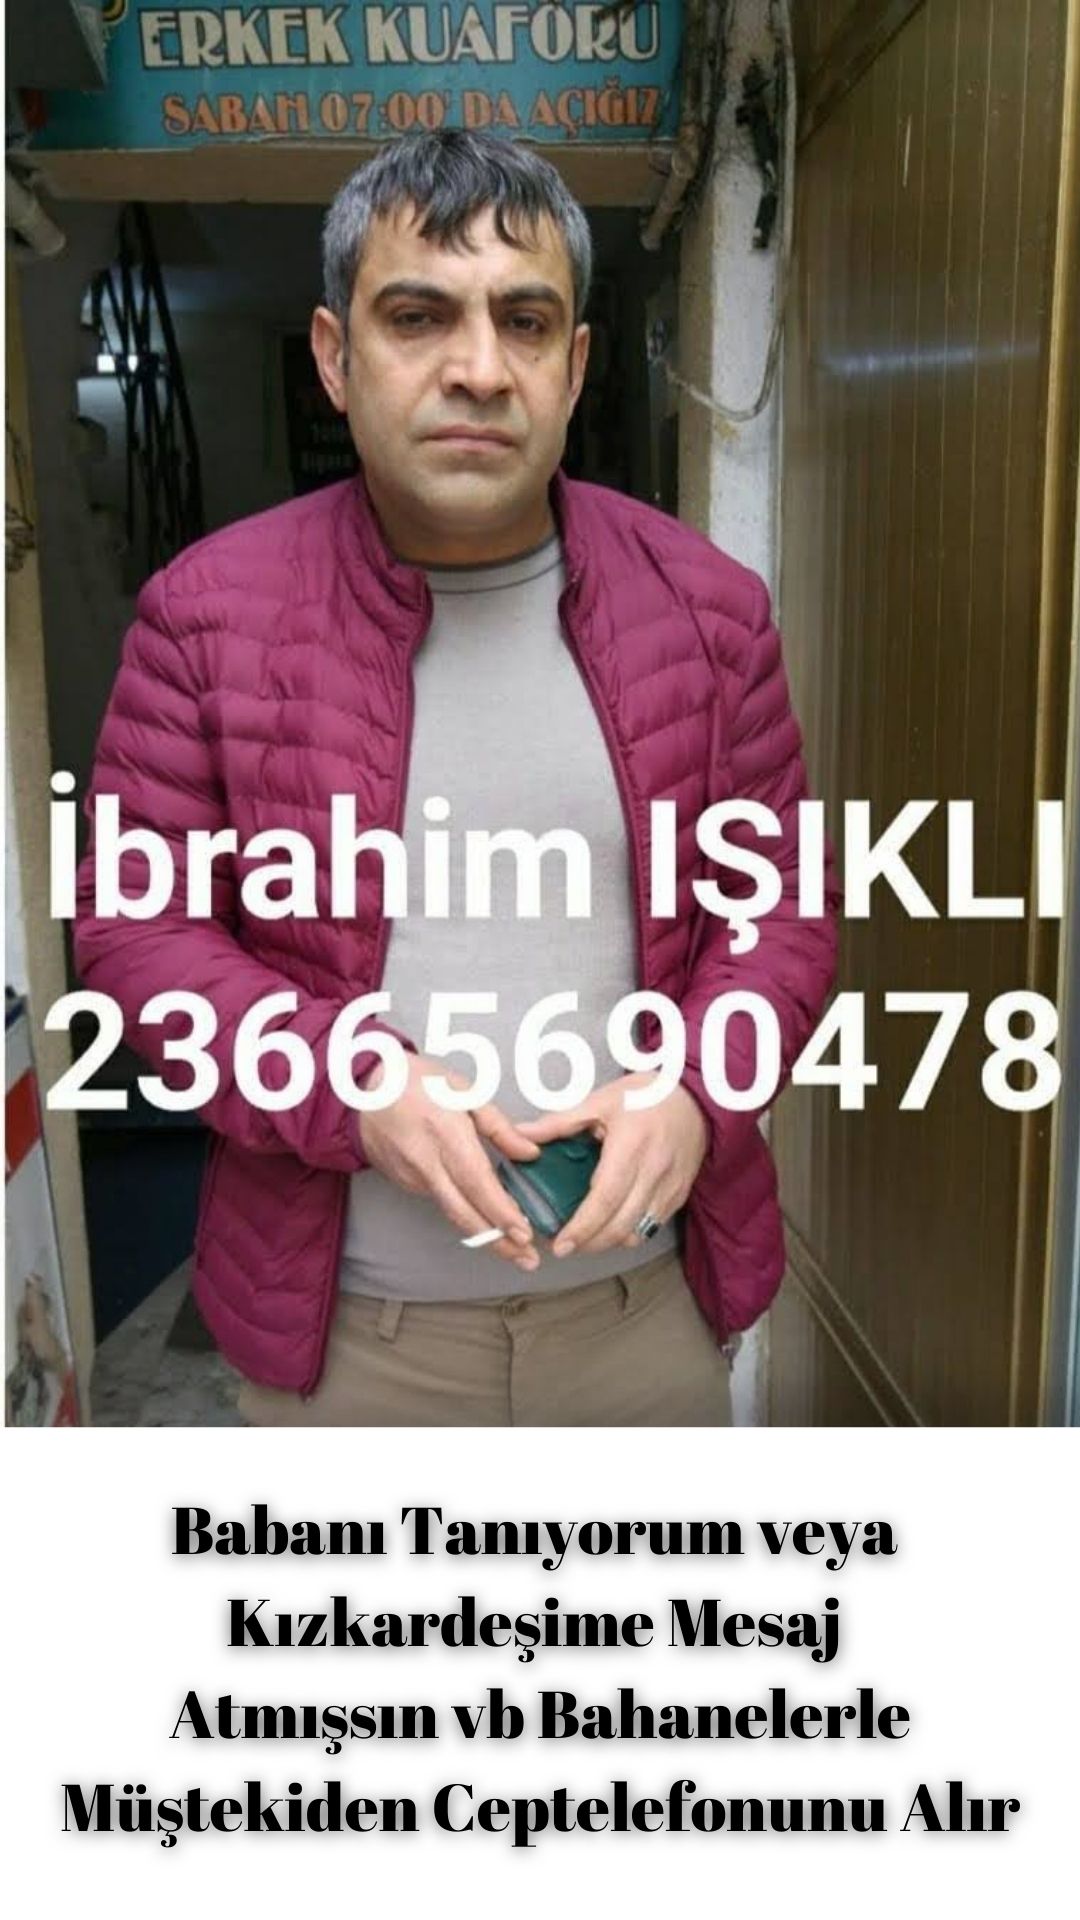 ERKEK KUAFÖRÜ
SABAH 07:00' DA AÇIĞIZ
İbrahim IŞIKLI
23665690478
Babanı Tanıyorum veya
Kızkardeşime Mesaj
Atmışsın vb Bahanelerle
Müştekiden Ceptelefonunu Alır